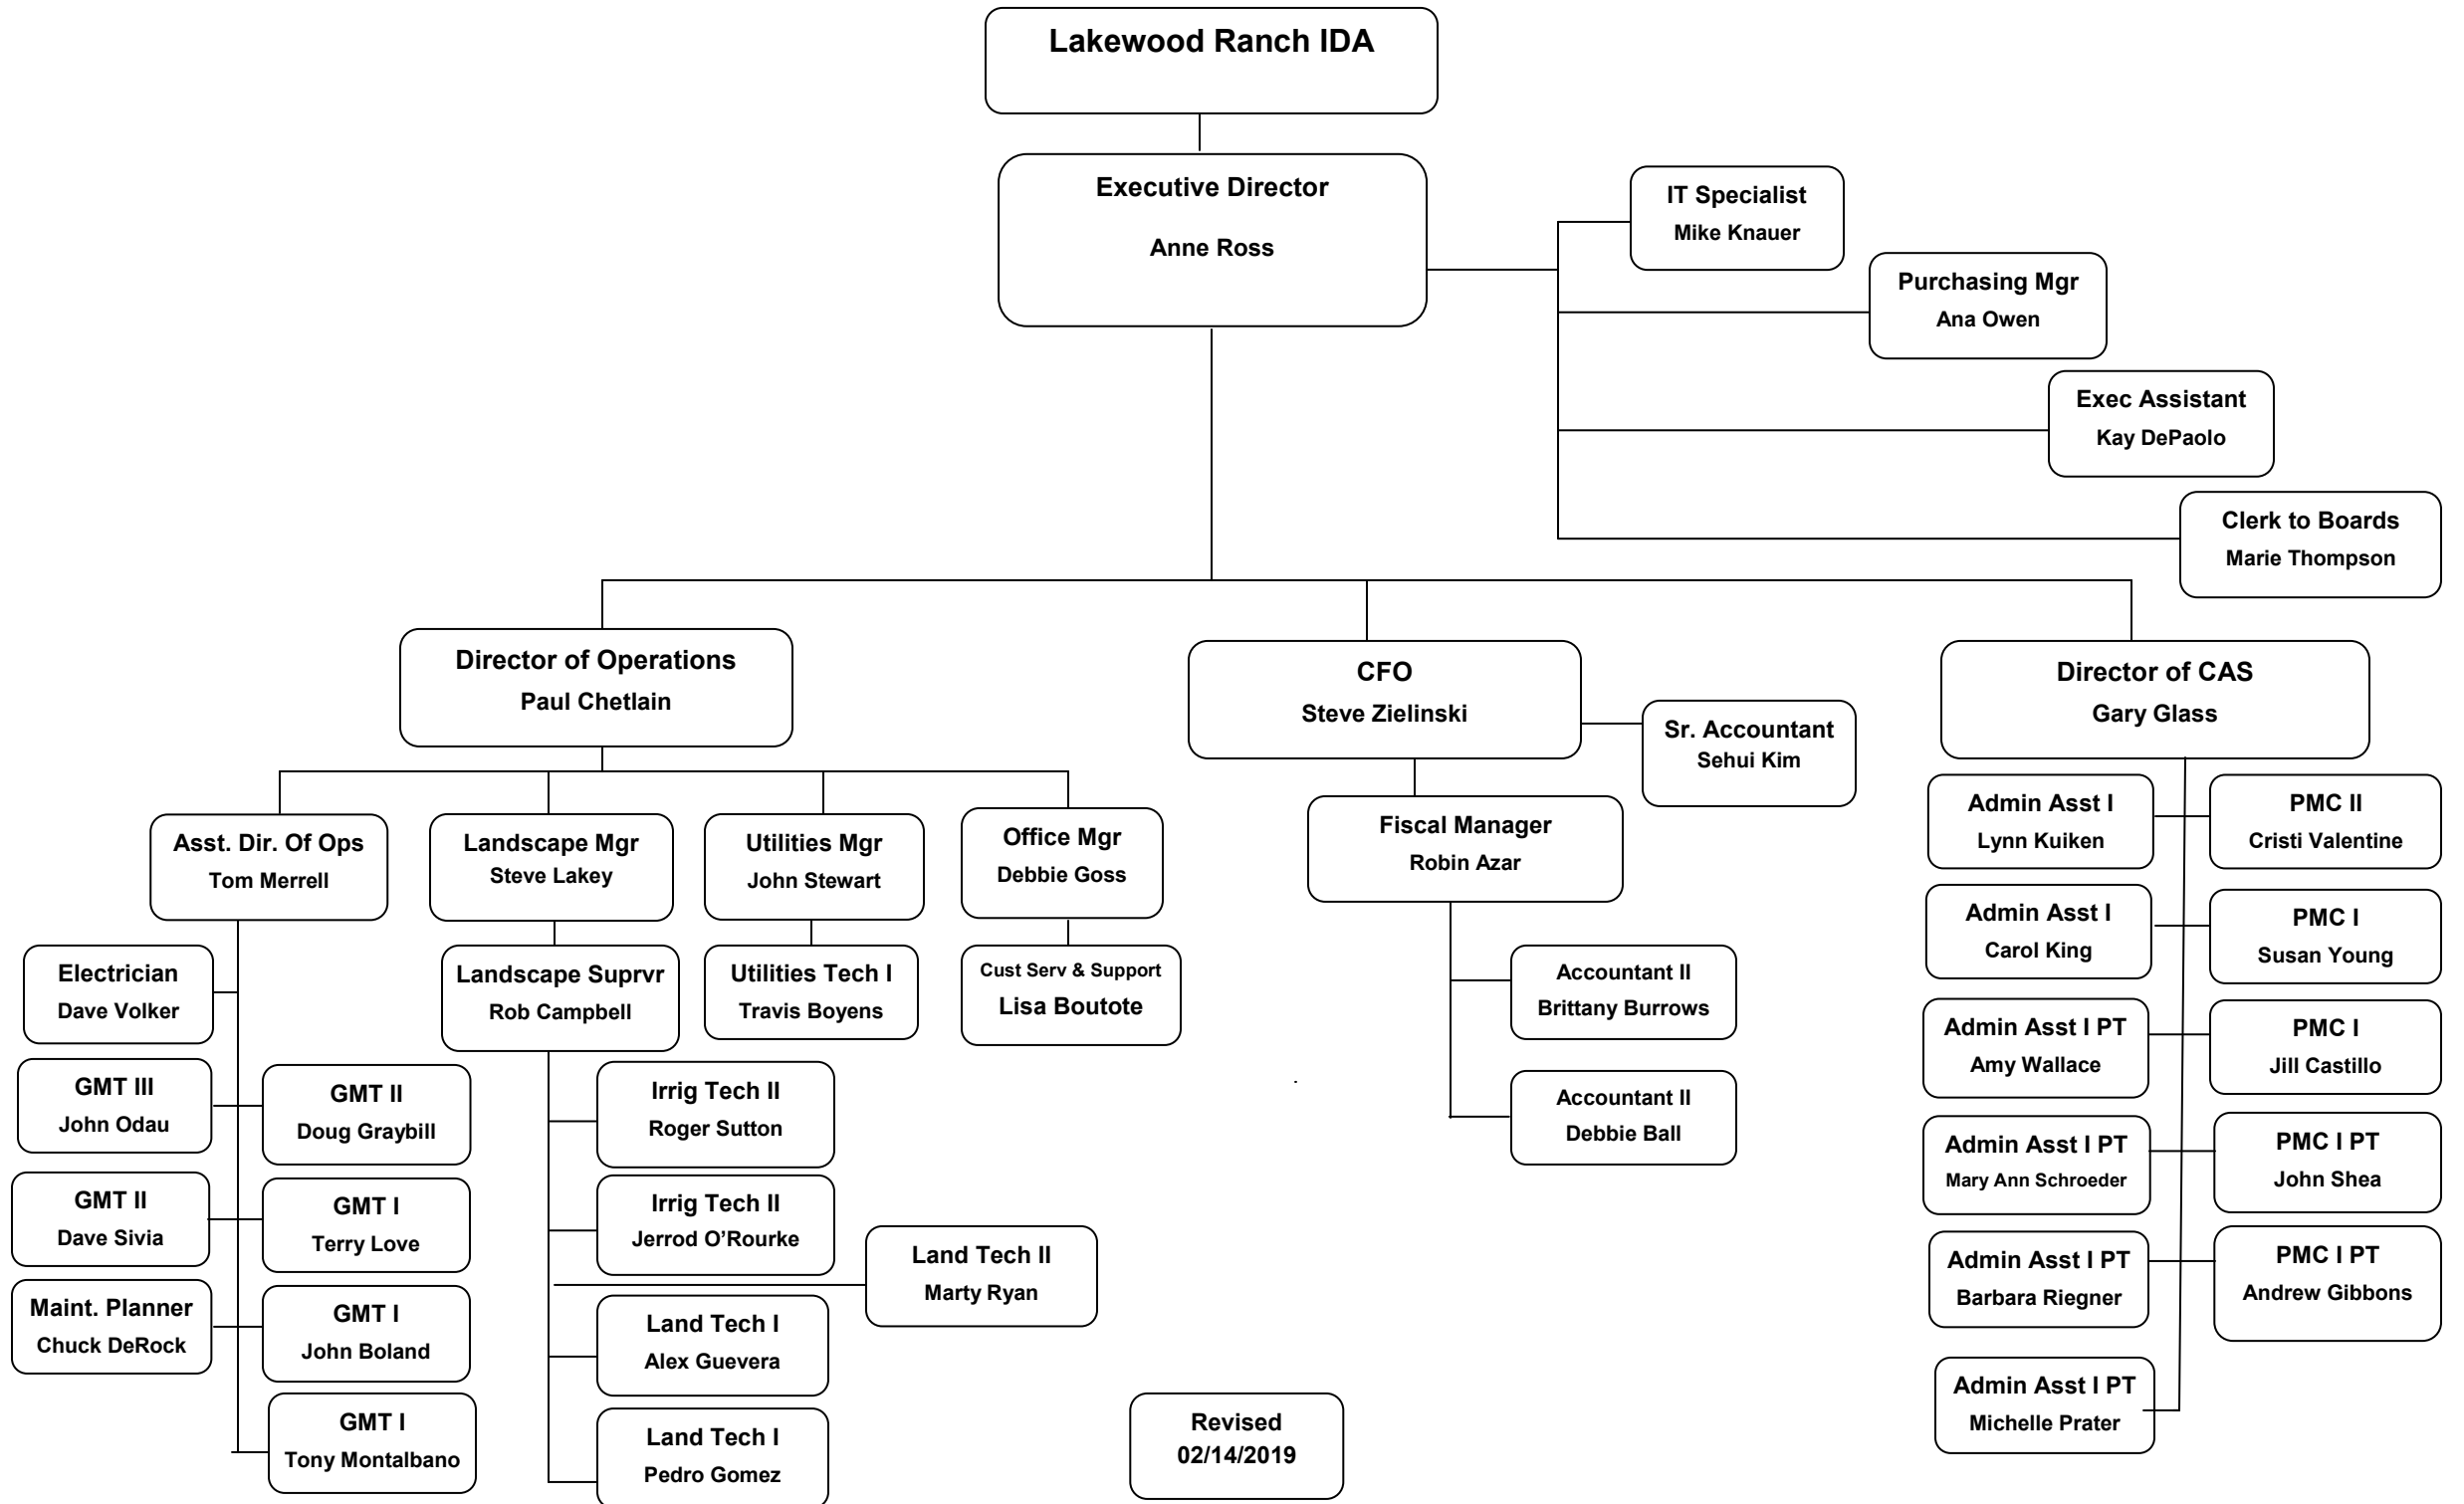 Lakewood Ranch IDA
Executive Director
Anne Ross
IT Specialist
Mike Knauer
Purchasing Mgr
Ana Owen
Exec Assistant
Kay DePaolo
Clerk to Boards
Marie Thompson
Director of Operations
Paul Chetlain
CFO
Steve Zielinski
Sr. Accountant
Sehui Kim
Director of CAS
Gary Glass
Asst. Dir. Of Ops
Tom Merrell
Landscape Mgr
Steve Lakey
Utilities Mgr
John Stewart
Office Mgr
Debbie Goss
Fiscal Manager
Robin Azar
Admin Asst I
Lynn Kuiken
PMC II
Cristi Valentine
Admin Asst I
Carol King
PMC I
Susan Young
Electrician
Dave Volker
Landscape Suprvr
Rob Campbell
Utilities Tech I
Travis Boyens
Cust Serv & Support
Lisa Boutote
Accountant II
Brittany Burrows
Admin Asst I PT
Amy Wallace
PMC I
Jill Castillo
GMT III
John Odau
GMT II
Doug Graybill
Irrig Tech II
Roger Sutton
Accountant II
Debbie Ball
Admin Asst I PT
Mary Ann Schroeder
PMC I PT
John Shea
GMT II
Dave Sivia
GMT I
Terry Love
Irrig Tech II
Jerrod O’Rourke
Land Tech II
Marty Ryan
Admin Asst I PT
Barbara Riegner
PMC I PT
Andrew Gibbons
Maint. Planner
Chuck DeRock
GMT I
John Boland
Land Tech I
Alex Guevera
Admin Asst I PT
Michelle Prater
GMT I
Tony Montalbano
Land Tech I
Pedro Gomez
Revised
02/14/2019